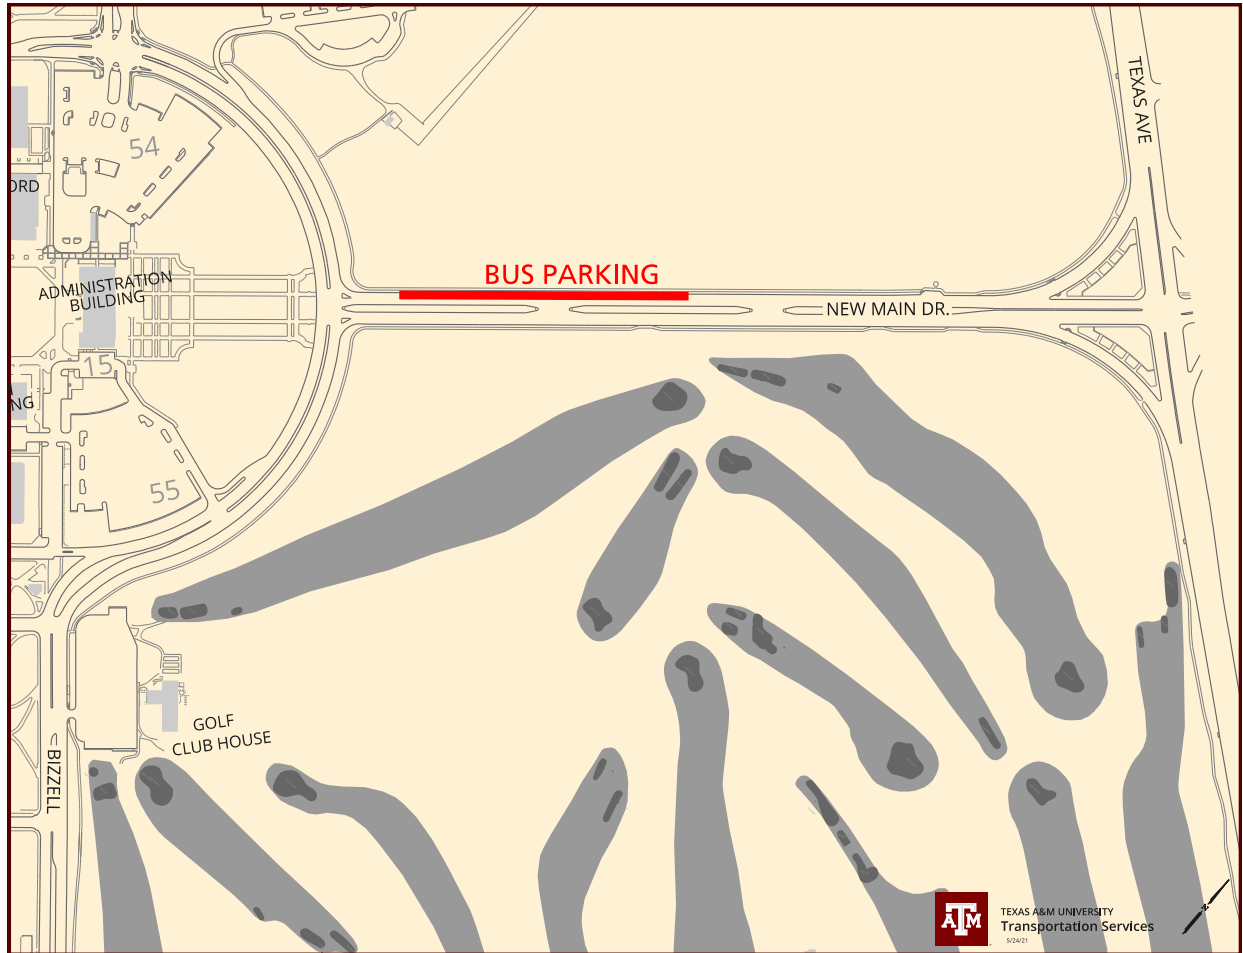 TEXAS AVE
54
ORD
ADMINISTRATION
BUILDING
BUS PARKING
NEW MAIN DR.
15
NG
55
GOLF
CLUB HOUSE
BIZZELL
ATM
TEXAS A&M UNIVERSITY
Transportation Services
5/24/21
N